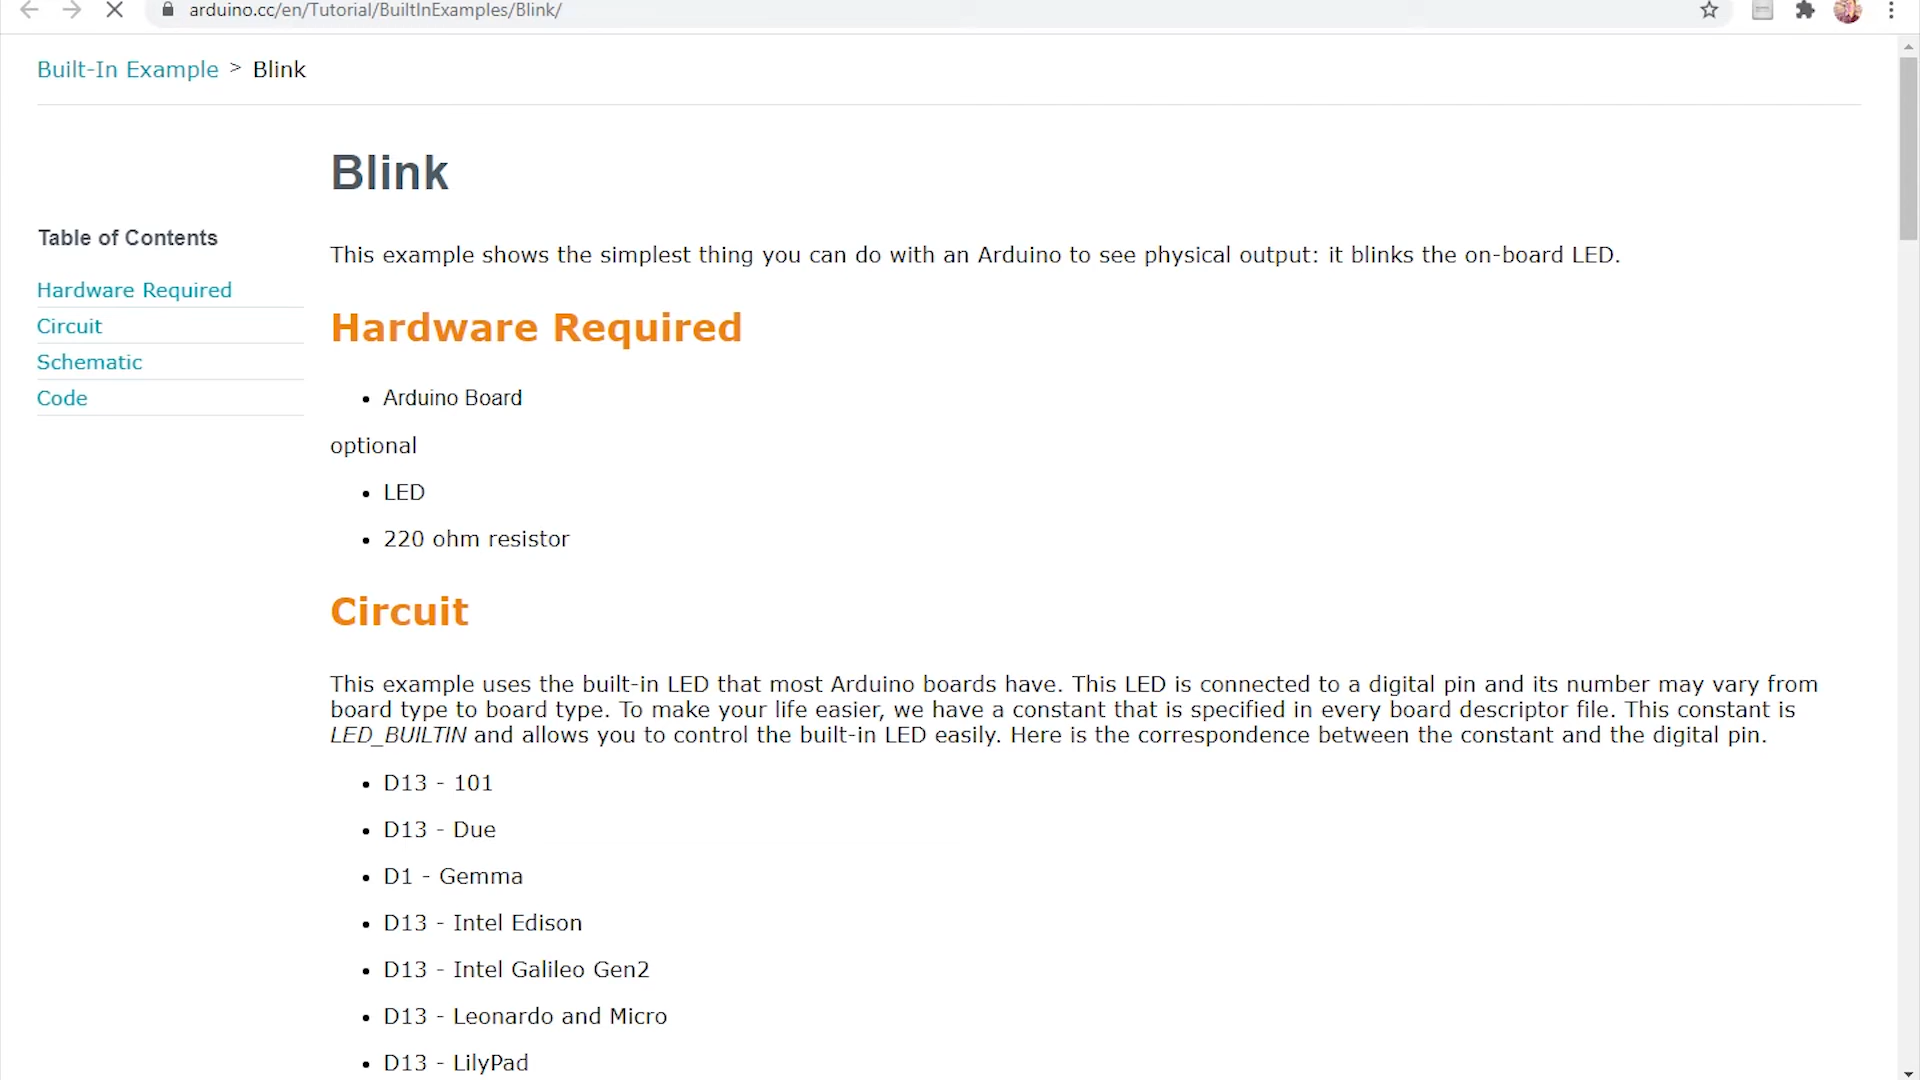 arduino.cc/en/Tutorial/BuiltInExamples/Blink/
Built-In Example > Blink
Blink
Table of Contents
Hardware Required
Circuit
Schematic
Code
This example shows the simplest thing you can do with an Arduino to see physical output: it blinks the on-board LED.
Hardware Required
• Arduino Board
optional
• LED
• 220 ohm resistor
Circuit
This example uses the built-in LED that most Arduino boards have. This LED is connected to a digital pin and its number may vary from
board type to board type. To make your life easier, we have a constant that is specified in every board descriptor file. This constant is
LED_BUILTIN and allows you to control the built-in LED easily. Here is the correspondence between the constant and the digital pin.
• D13 - 101
• D13 - Due
• D1 - Gemma
• D13 - Intel Edison
• D13 - Intel Galileo Gen2
• D13 - Leonardo and Micro
• D13 - LilyPad